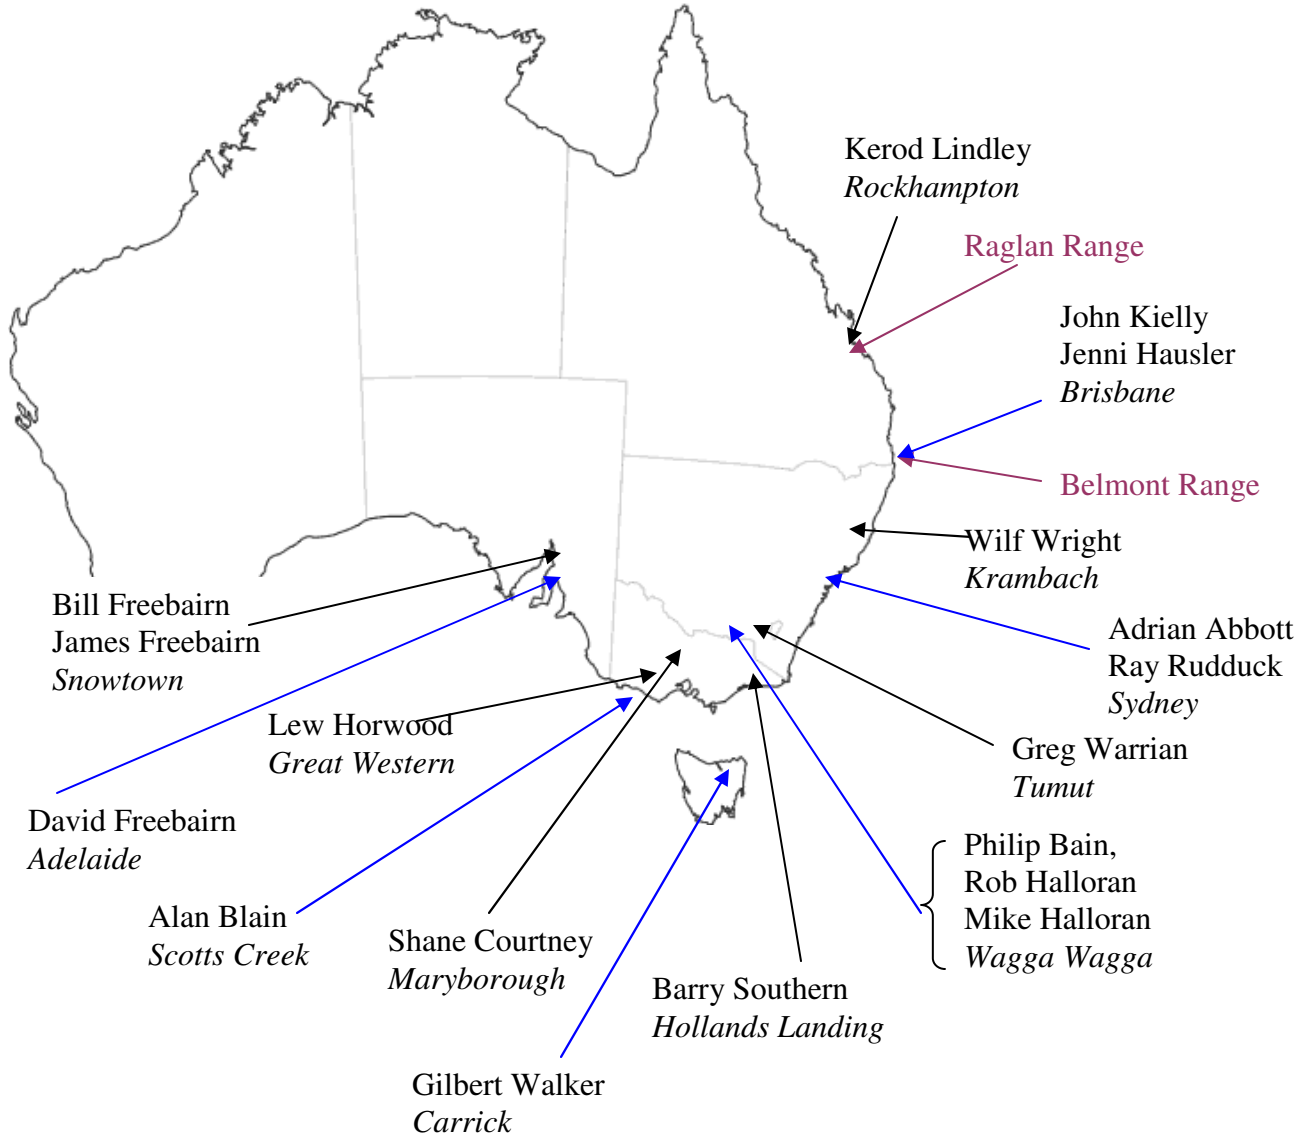 Kerod Lindley
Rockhampton
Raglan Range
John Kielly
Jenni Hausler
Brisbane
Belmont Range
Wilf Wright
Krambach
Bill Freebairn
James Freebairn
Snowtown
Adrian Abbott
Ray Rudduck
Sydney
Lew Horwood
Great Western
Greg Warrian
Tumut
David Freebairn
Adelaide
Philip Bain,
Rob Halloran
Mike Halloran
Wagga Wagga
Alan Blain
Scotts Creek
Shane Courtney
Maryborough
Barry Southern
Hollands Landing
Gilbert Walker
Carrick